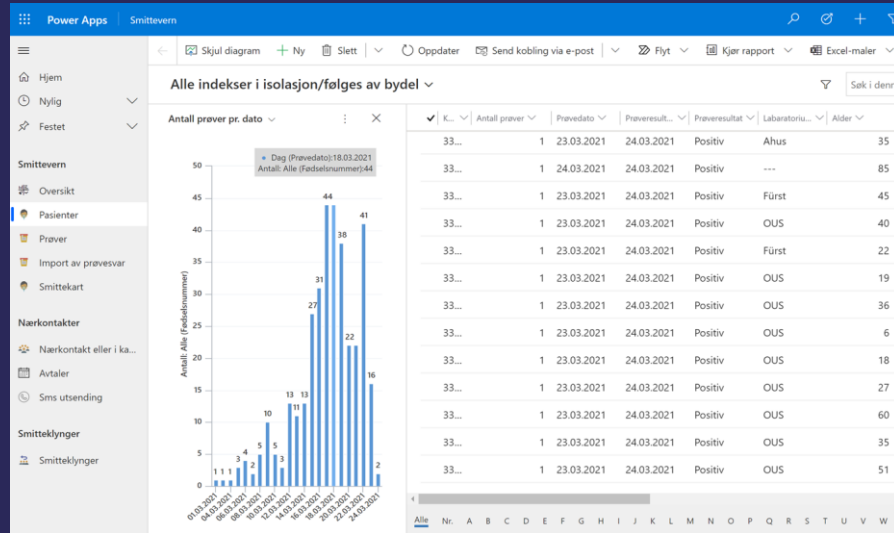 Power Apps Smittevern
Skjul diagram Ny Slett Oppdater Send kobling via e-post Flyt Kjør rapport Excel-maler
Hjem
Nylig
Festet
Smittevern
Oversikt
Pasienter
Prøver
Import av prøvesvar
Smittekart
Nærkontakter
Nærkontakt eller i ka...
Avtaler
Sms utsending
Smitteklynger
Smitteklynger
Alle indekser i isolasjon/følges av bydel
Søk i denn
Antall prøver pr. dato
Dag (Prøvedato):18.03.2021
Antall: Alle (Fødselsnummer):44
Antall: Alle (Fødselsnummer)
50
45
40
35
30
25
20
15
10
5
0
1 1 1 3 4 2 5 10 5 3 13 11 13 27 31 44 38 22 41 16 2
01.03.2021 04.03.2021 06.03.2021 08.03.2021 10.03.2021 12.03.2021 14.03.2021 16.03.2021 18.03.2021 20.03.2021 22.03.2021 24.03.2021
K... Antall prøver Prøvedato Prøveresult... Prøveresultat Labaratoriu... Alder
33... 1 23.03.2021 24.03.2021 Positiv Ahus 35
33... 1 24.03.2021 24.03.2021 Positiv --- 85
33... 1 23.03.2021 24.03.2021 Positiv Fürst 45
33... 1 23.03.2021 24.03.2021 Positiv OUS 40
33... 1 23.03.2021 24.03.2021 Positiv Fürst 22
33... 1 23.03.2021 24.03.2021 Positiv OUS 19
33... 1 23.03.2021 24.03.2021 Positiv OUS 36
33... 1 23.03.2021 24.03.2021 Positiv OUS 6
33... 1 23.03.2021 24.03.2021 Positiv OUS 18
33... 1 23.03.2021 24.03.2021 Positiv OUS 27
33... 1 23.03.2021 24.03.2021 Positiv OUS 60
33... 1 23.03.2021 24.03.2021 Positiv OUS 35
33... 1 23.03.2021 24.03.2021 Positiv OUS 51
Alle Nr. A B C D E F G H I J K L M N O P Q R S T U V W